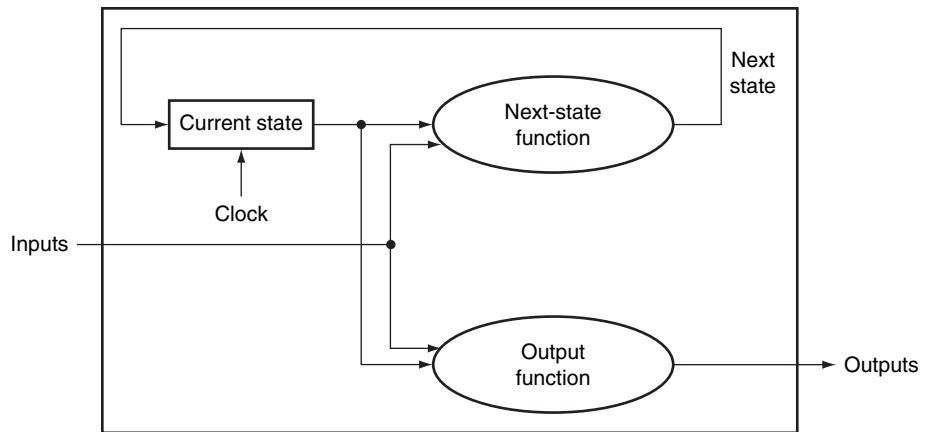 Next
state
Next-state
function
Current state
Clock
Inputs
Output
function
Outputs